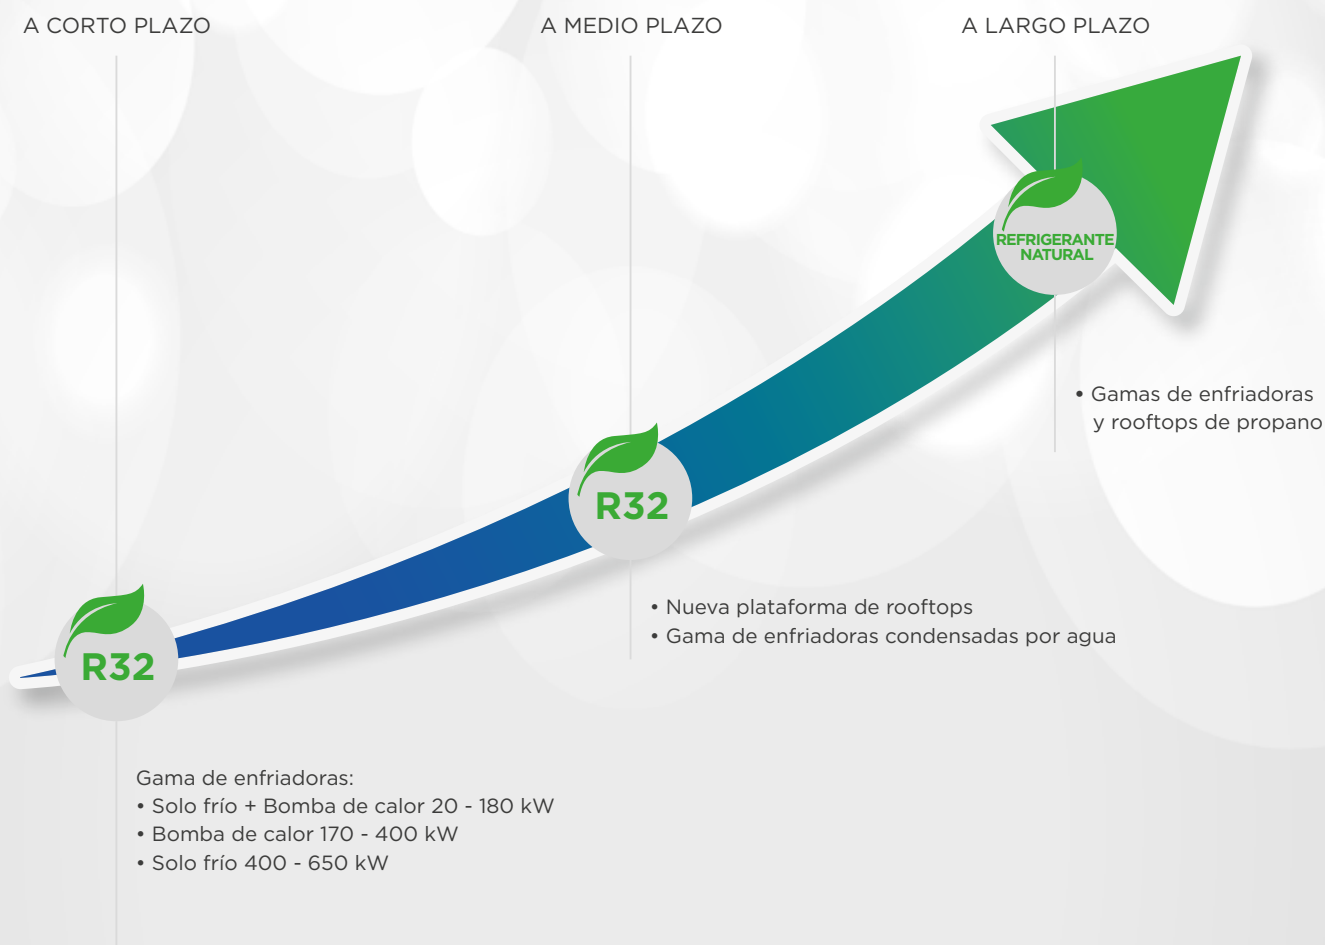 A CORTO PLAZO
A MEDIO PLAZO
A LARGO PLAZO
REFRIGERANTE
NATURAL
• Gamas de enfriadoras
y rooftops de propano
R32
• Nueva plataforma de rooftops
• Gama de enfriadoras condensadas por agua
R32
Gama de enfriadoras:
• Solo frío + Bomba de calor 20 - 180 kW
• Bomba de calor 170 - 400 kW
• Solo frío 400 - 650 kW